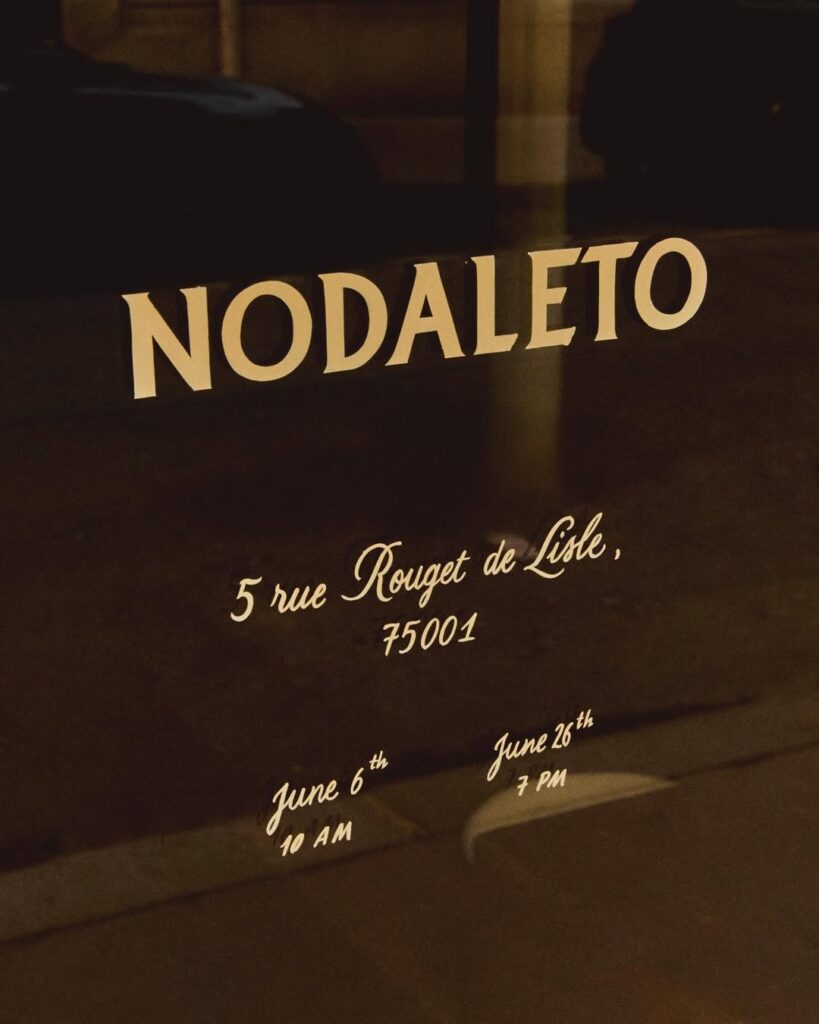 NODALETO
5 rue Rouget de Lisle,
75001
June 6th
10 AM
June 26th
7 PM